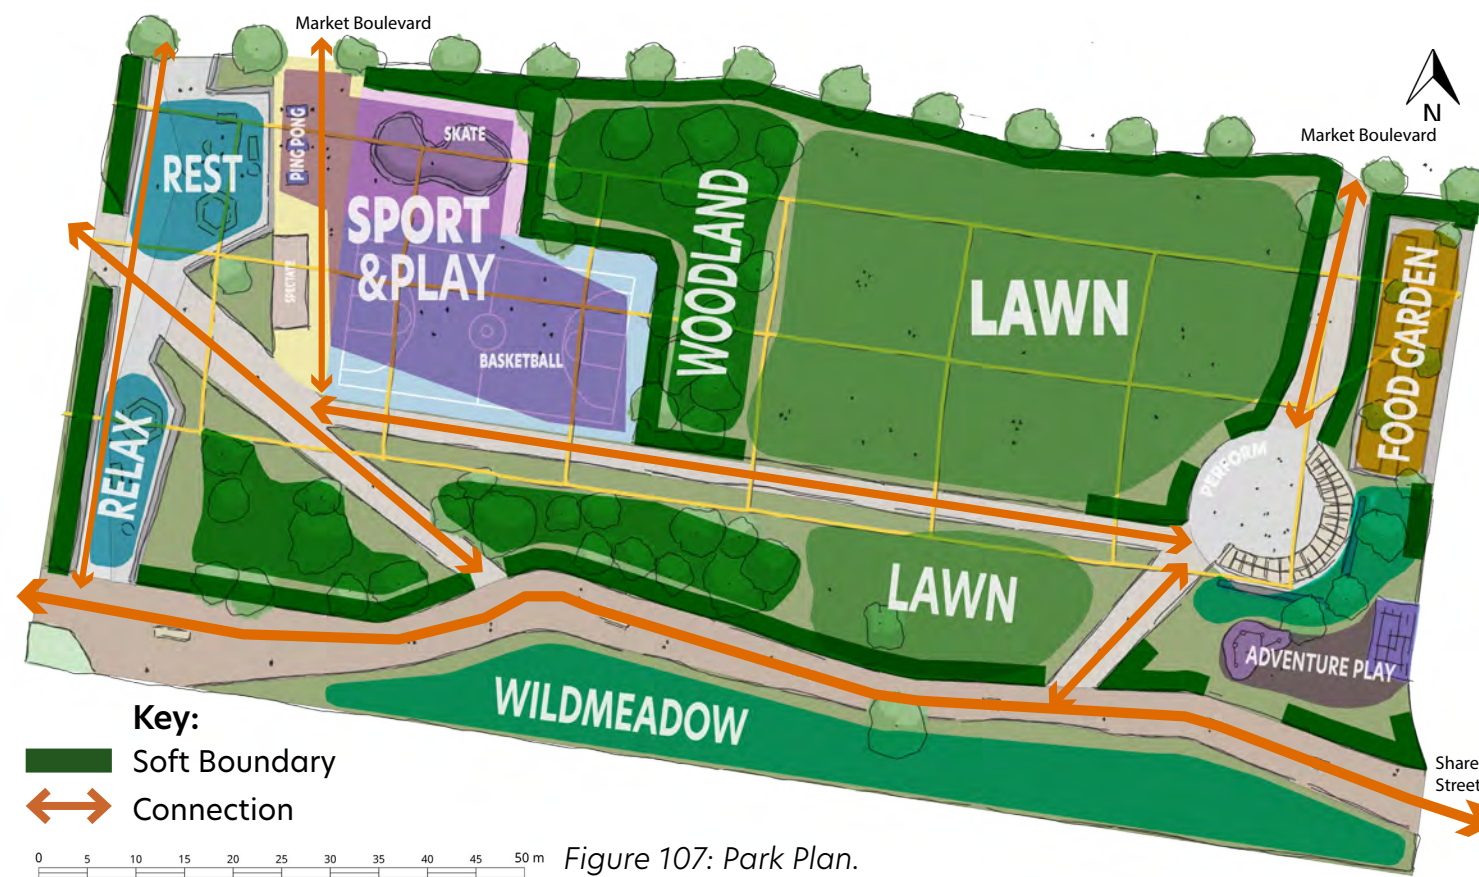 Market Boulevard
N
Market Boulevard
PING PONG
SKATE
REST
SPORT
&PLAY
SPECTATE
BASKETBALL
WOODLAND
LAWN
FOOD GARDEN
RELAX
PERFORM
LAWN
ADVENTURE PLAY
WILDMEADOW
Key:
Soft Boundary
Connection
Share
Street
0 5 10 15 20 25 30 35 40 45 50 m
Figure 107: Park Plan.